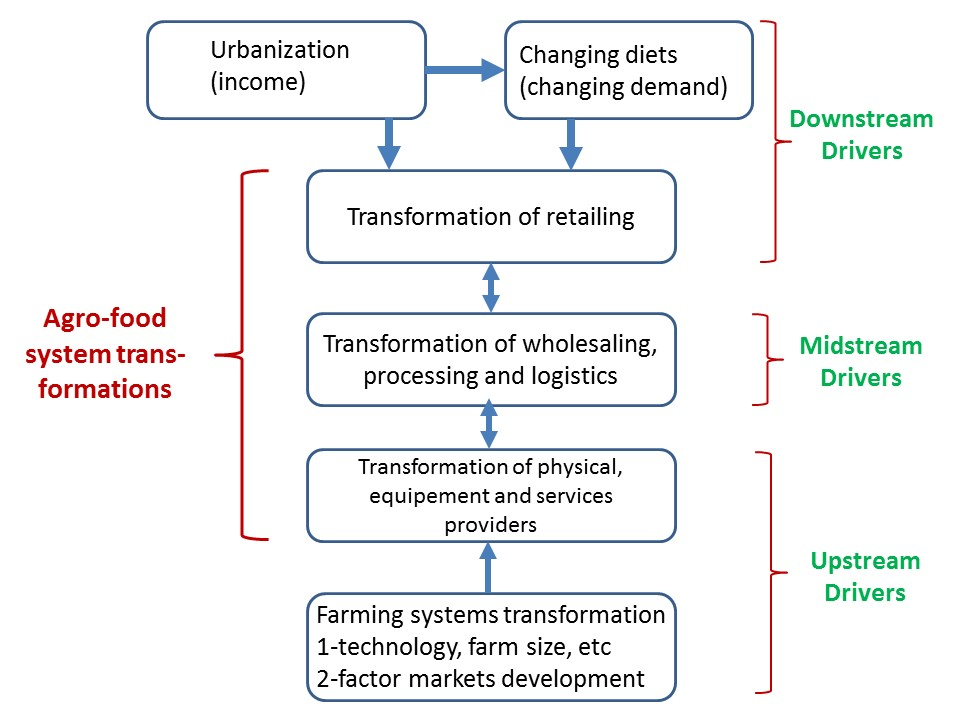 Urbanization
(income)
Changing diets
(changing demand)
Downstream
Drivers
Transformation of retailing
Agro-food
system trans-
formations
Transformation of wholesaling,
processing and logistics
Midstream
Drivers
Transformation of physical,
equipement and services
providers
Upstream
Drivers
Farming systems transformation
1-technology, farm size, etc
2-factor markets development